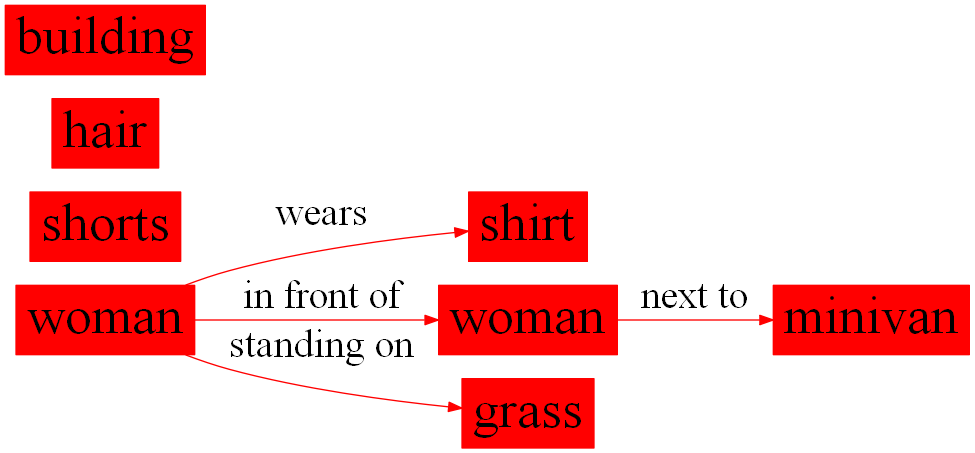 building
hair
shorts
wears
shirt
woman
in front of
woman
next to
minivan
standing on
grass